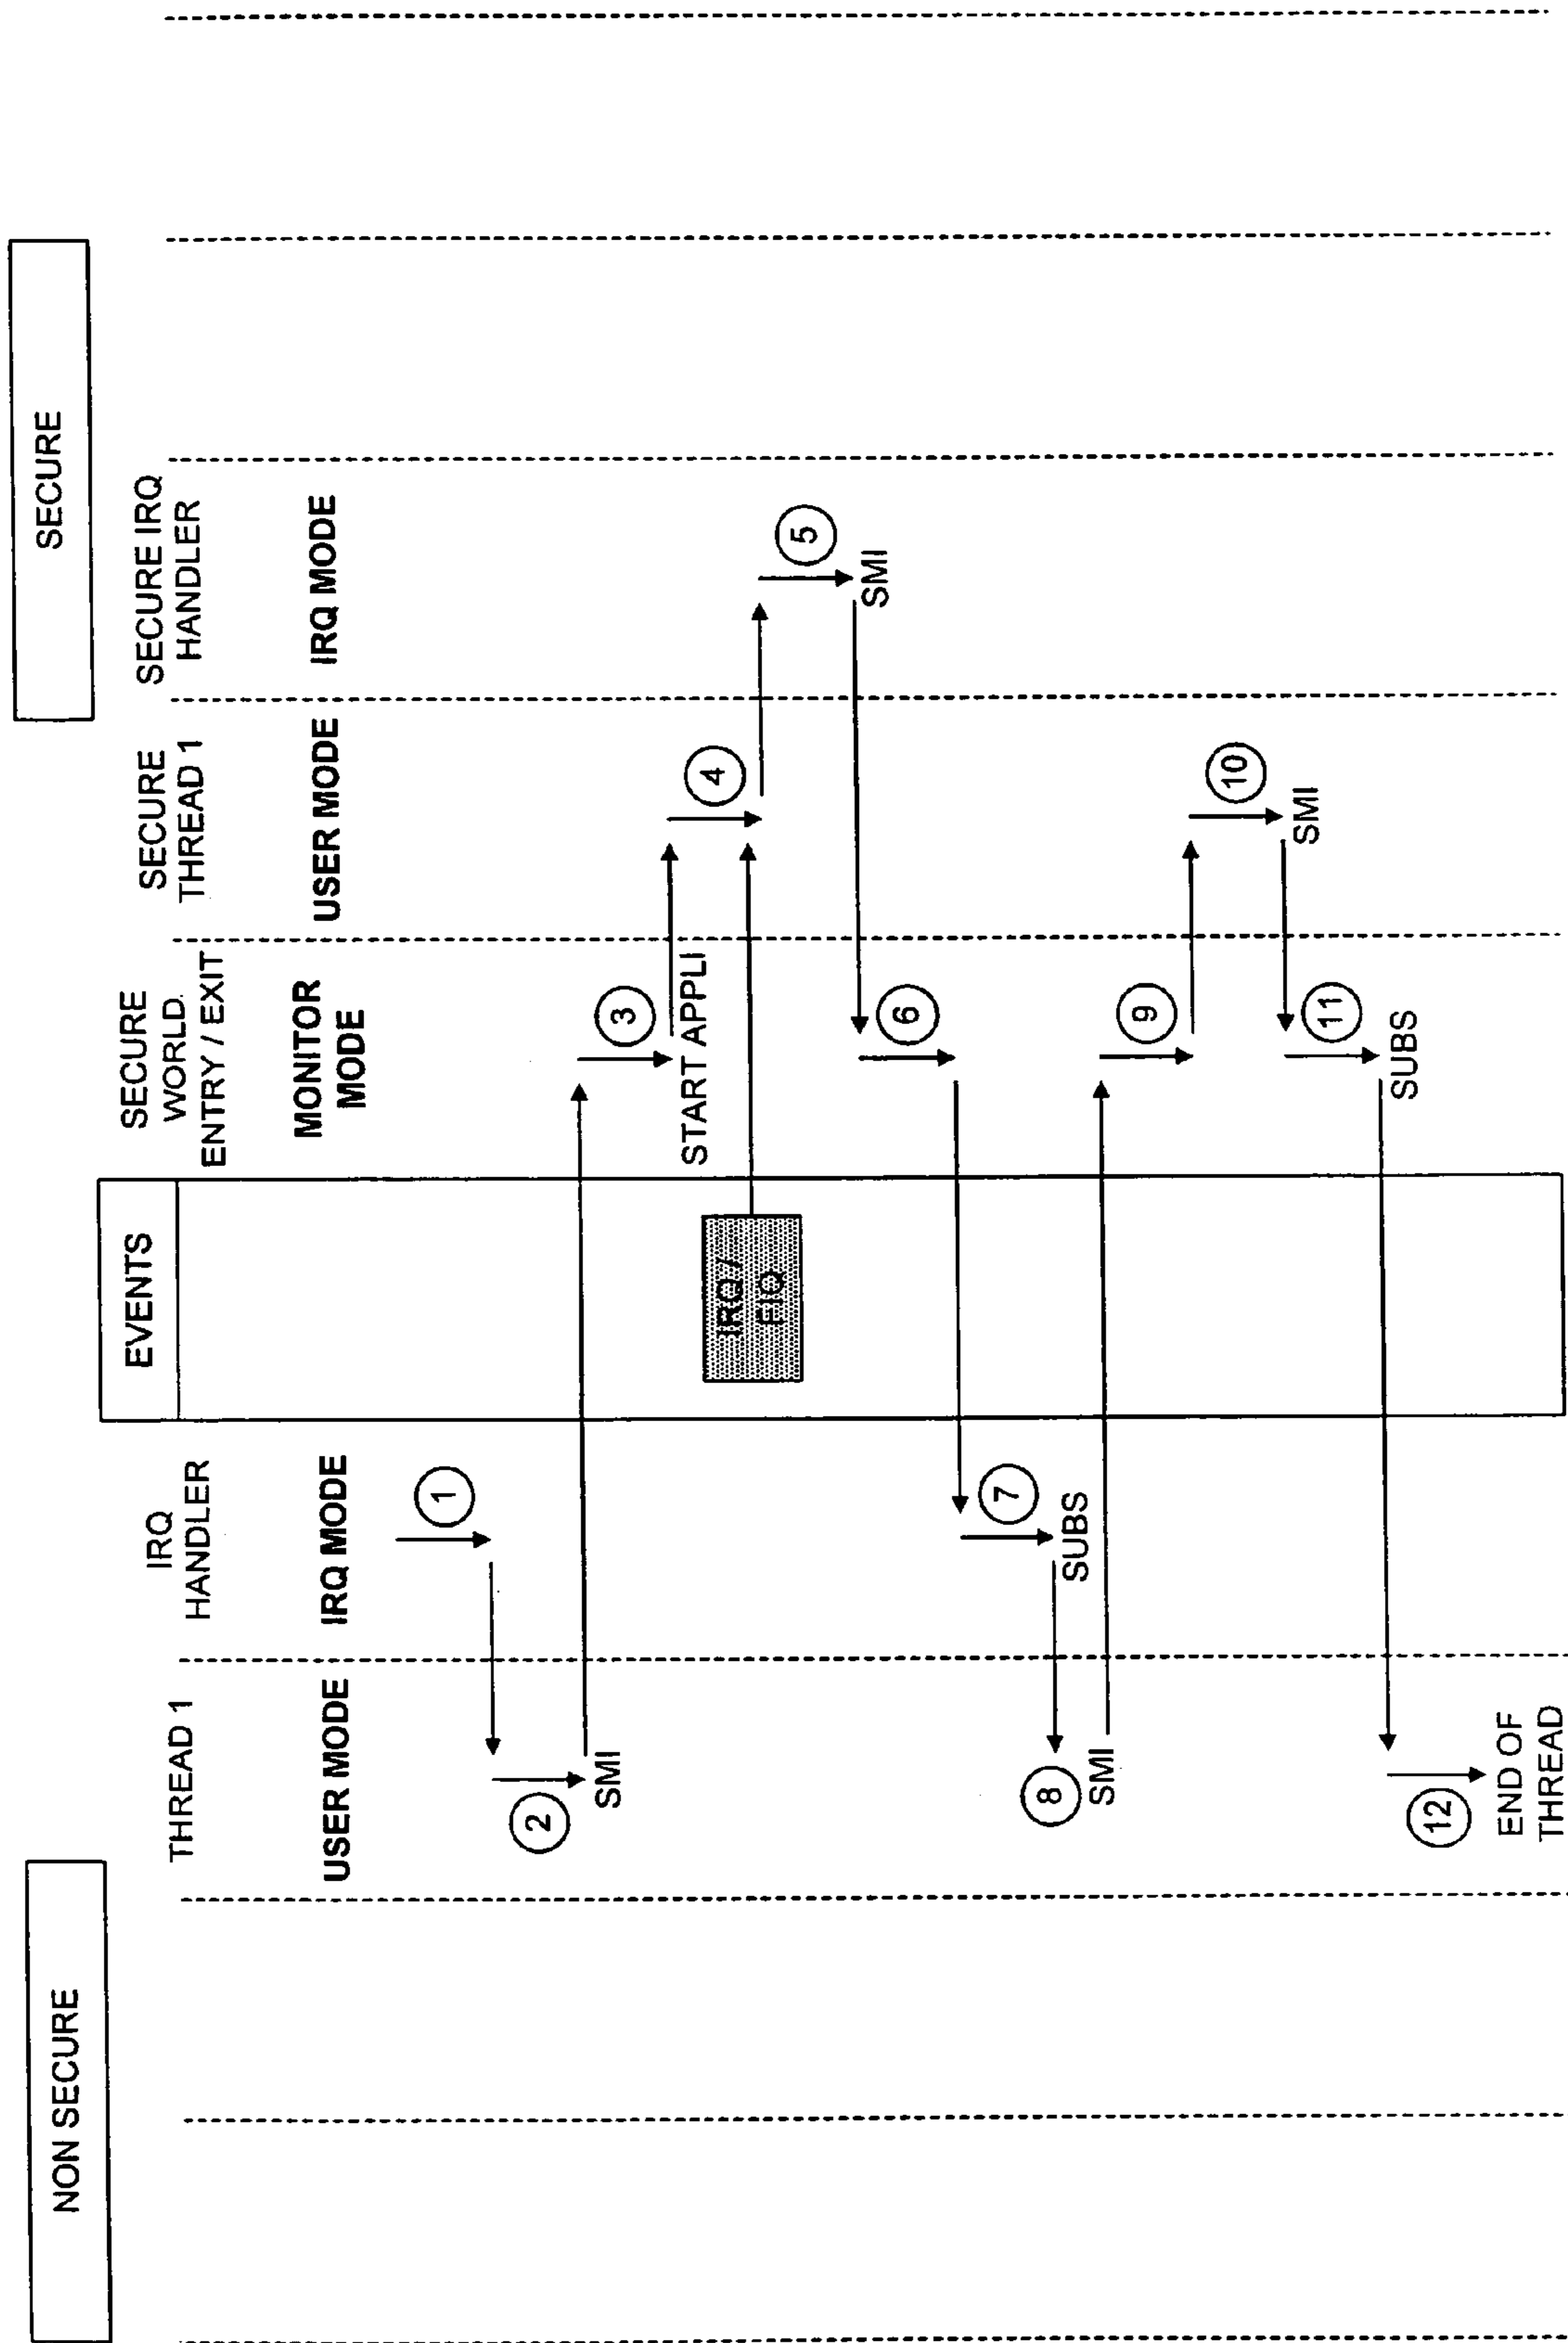 NON SECURE
SECURE
THREAD 1
IRQ
HANDLER
EVENTS
SECURE
WORLD.
ENTRY / EXIT
SECURE
THREAD 1
SECURE IRQ
HANDLER
USER MODE
IRQ MODE
MONITOR
MODE
USER MODE
IRQ MODE
1
2
SMI
3
START APPLI
4
IRQ /
FIQ
5
SMI
6
7
SUBS
8
SMI
9
10
SMI
11
SUBS
12
END OF
THREAD